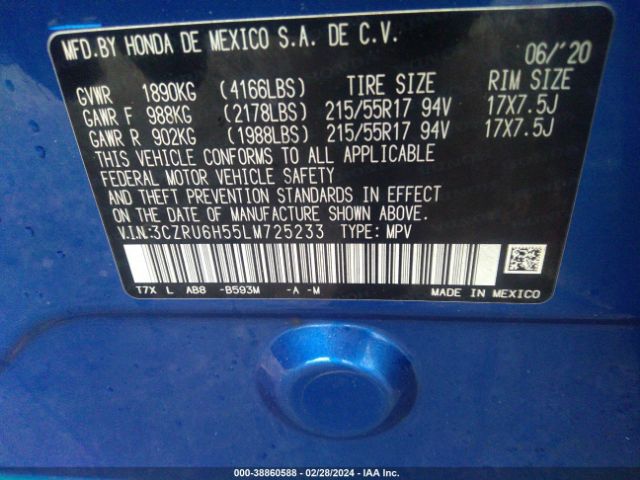 MFD.BY HONDA DE MEXICO S.A. DE C.V.
06/'20
GVWR 1890KG (4166LBS) TIRE SIZE RIM SIZE
GAWR F 988KG (2178LBS) 215/55R17 94V 17X7.5J
GAWR R 902KG (1988LBS) 215/55R17 94V 17X7.5J
THIS VEHICLE CONFORMS TO ALL APPLICABLE
FEDERAL MOTOR VEHICLE SAFETY
AND THEFT PREVENTION STANDARDS IN EFFECT
ON THE DATE OF MANUFACTURE SHOWN ABOVE.
V.I.N:3CZRU6H55LM725233 TYPE: MPV
T7X L AB8 -B593M -A -M
MADE IN MEXICO
000-38860588 - 02/28/2024 - IAA Inc.